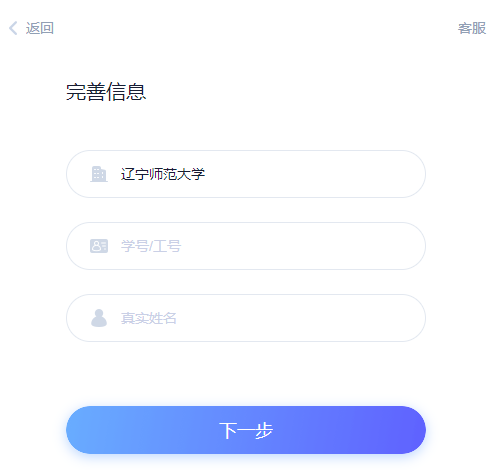 返回
客服
完善信息
辽宁师范大学
学号/工号
真实姓名
下一步